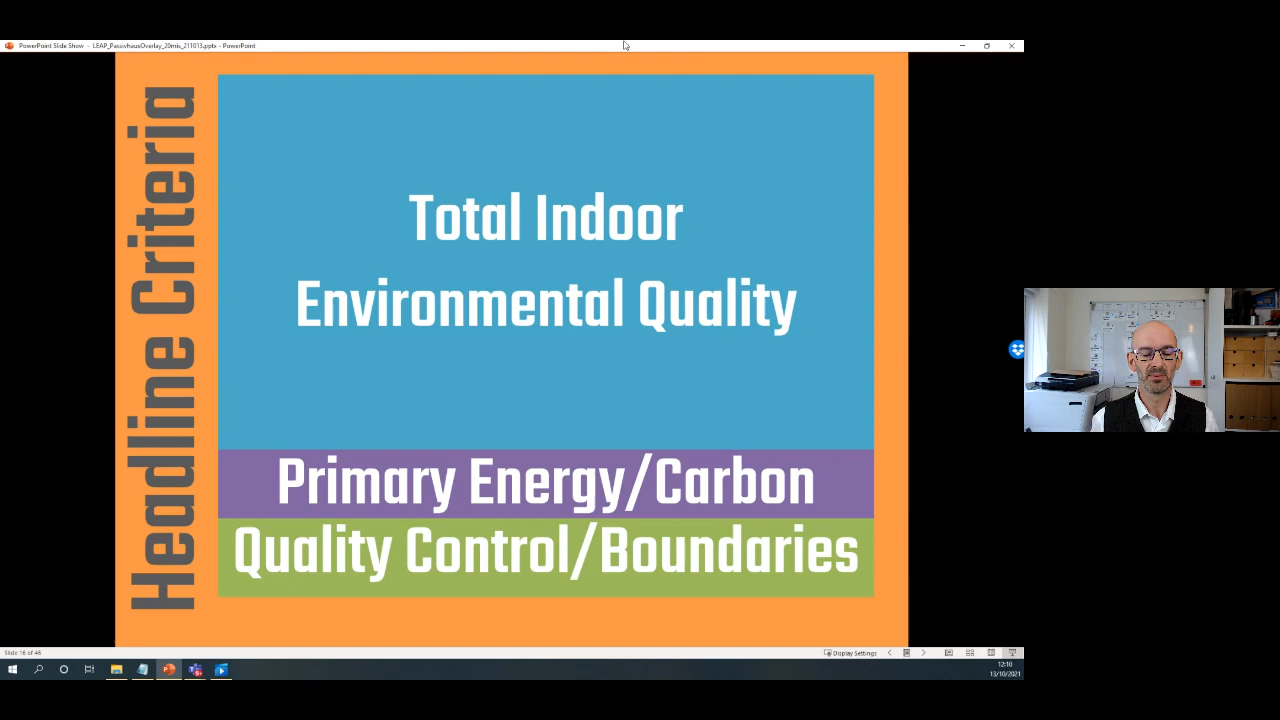 PowerPoint Slide Show - LEAP_PassivhausOverlay_20mis_211013.pptx - PowerPoint
Headline Criteria
Total Indoor
Environmental Quality
Primary Energy/Carbon
Quality Control/Boundaries
Slide 16 of 46
Display Settings
12:10
13/10/2021